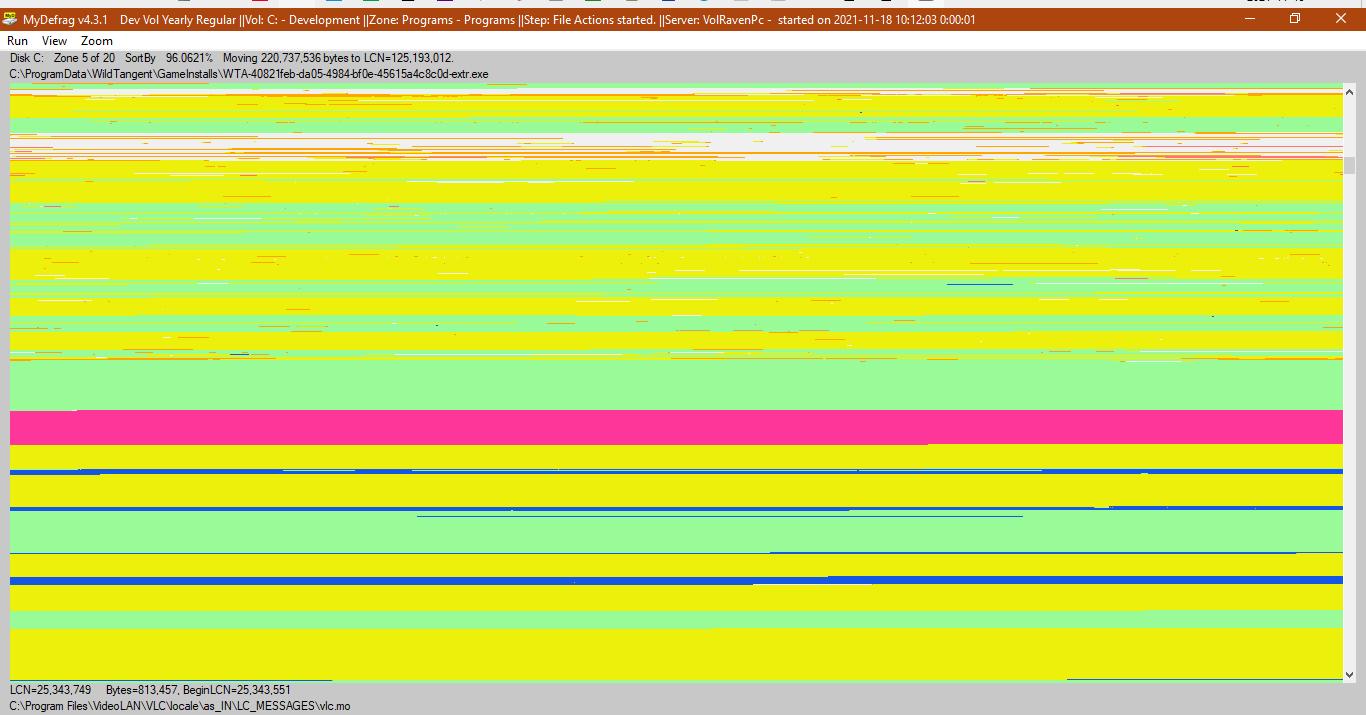 MyDefrag v4.3.1 Dev Vol Yearly Regular ||Vol: C: - Development ||Zone: Programs - Programs ||Step: File Actions started. ||Server: VolRavenPc - started on 2021-11-18 10:12:03 0:00:01
Run View Zoom
Disk C: Zone 5 of 20 SortBy 96.0621% Moving 220,737,536 bytes to LCN=125,193,012.
C:\ProgramData\WildTangent\GameInstalls\WTA-40821feb-da05-4984-bf0e-45615a4c8c0d-extr.exe
LCN=25,343,749 Bytes=813,457, BeginLCN=25,343,551
C:\Program Files\VideoLAN\VLC\locale\as_IN\LC_MESSAGES\vlc.mo